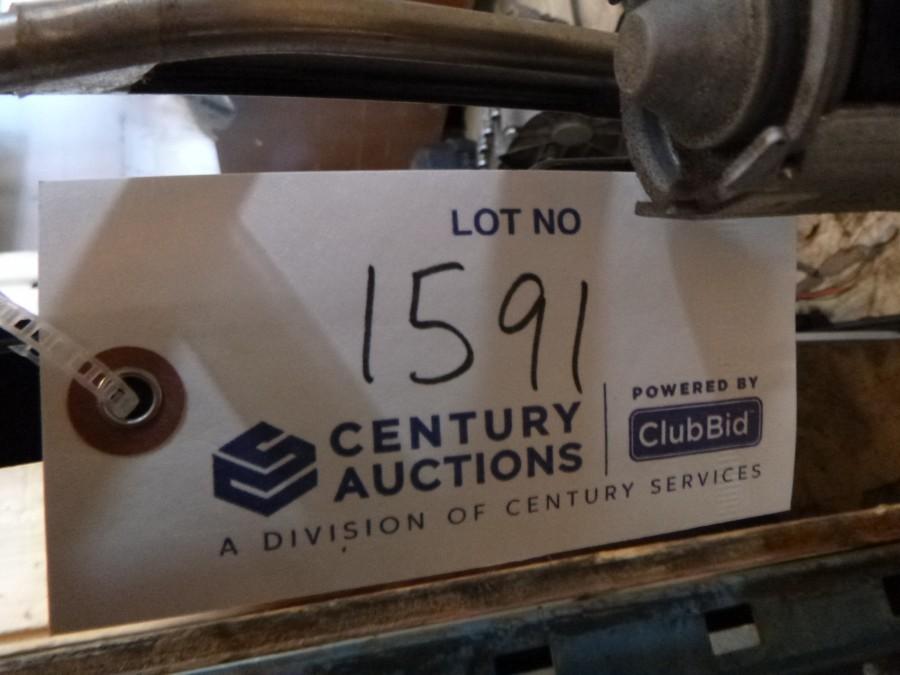 LOT NO
1591
CENTURY
AUCTIONS
A DIVISION OF CENTURY SERVICES
POWERED BY
ClubBid